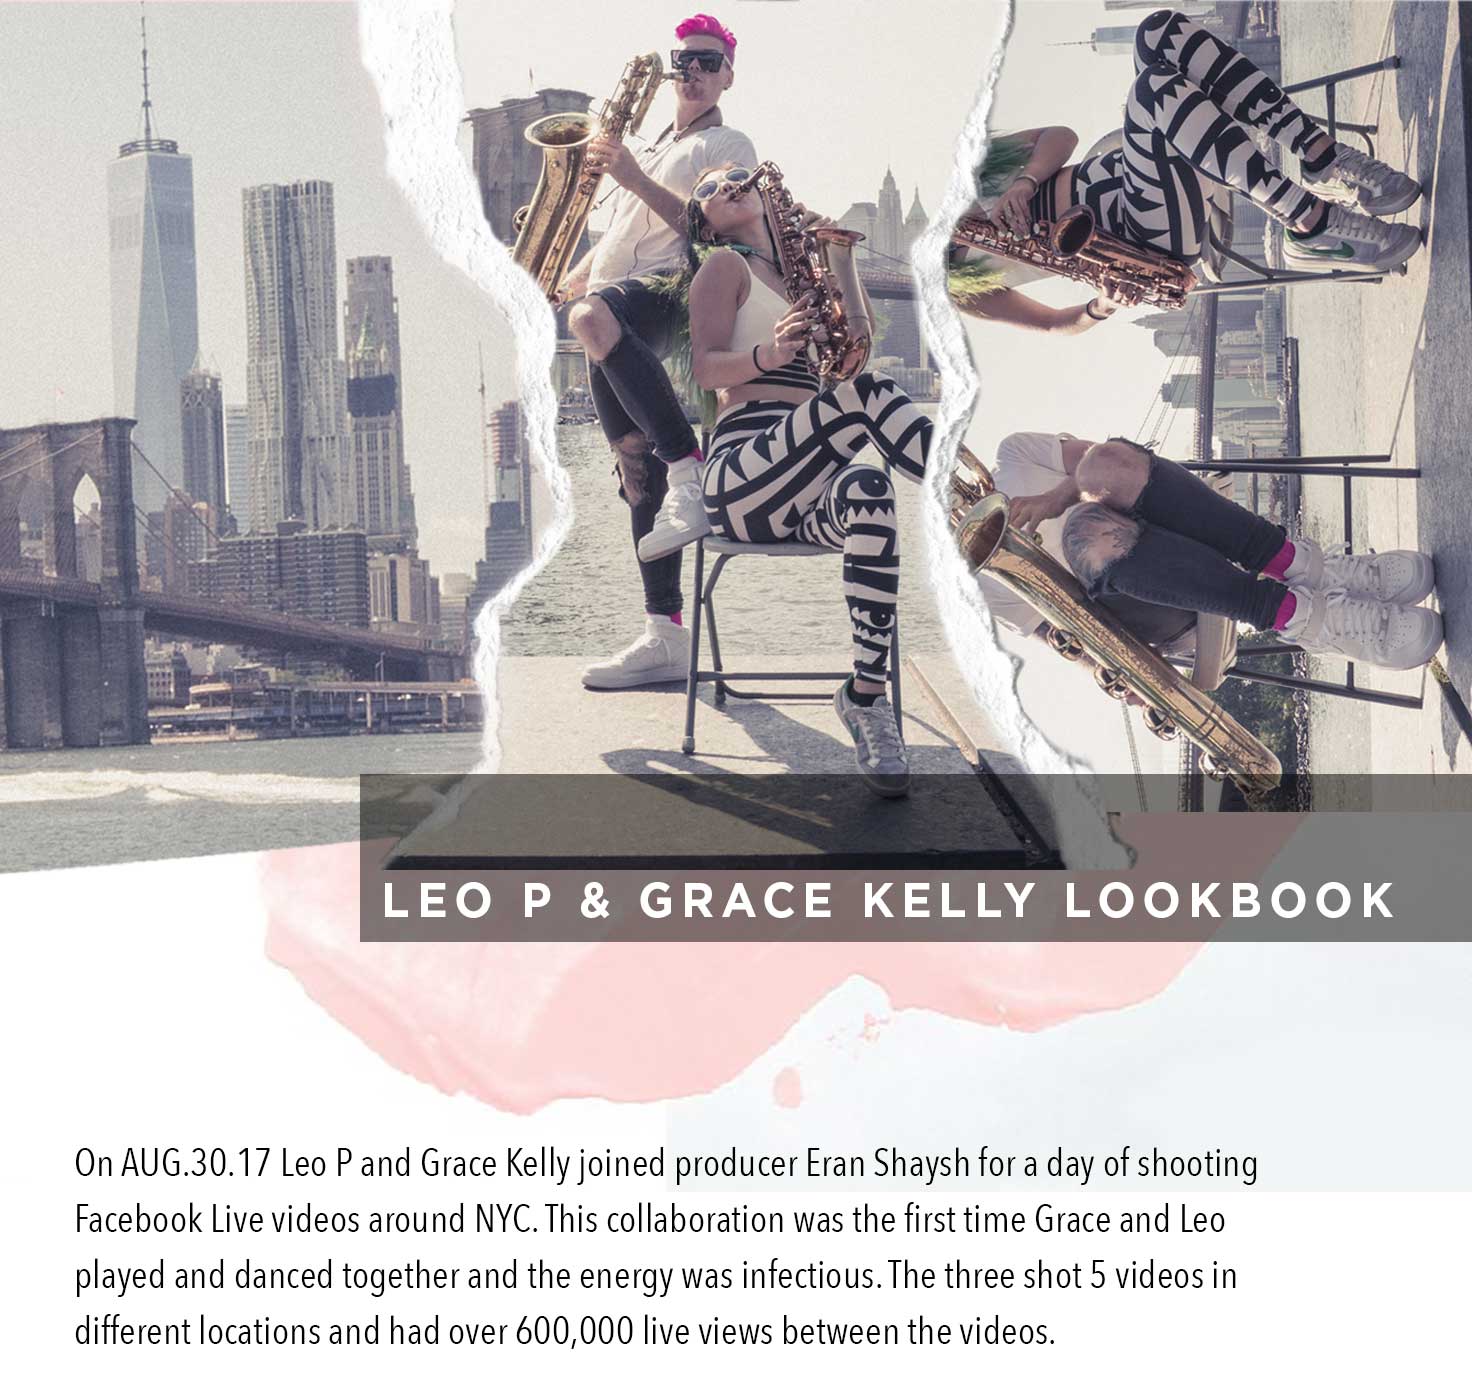 LEO P & GRACE KELLY LOOKBOOK
On AUG.30.17 Leo P and Grace Kelly joined producer Eran Shaysh for a day of shooting
Facebook Live videos around NYC. This collaboration was the first time Grace and Leo
played and danced together and the energy was infectious. The three shot 5 videos in
different locations and had over 600,000 live views between the videos.